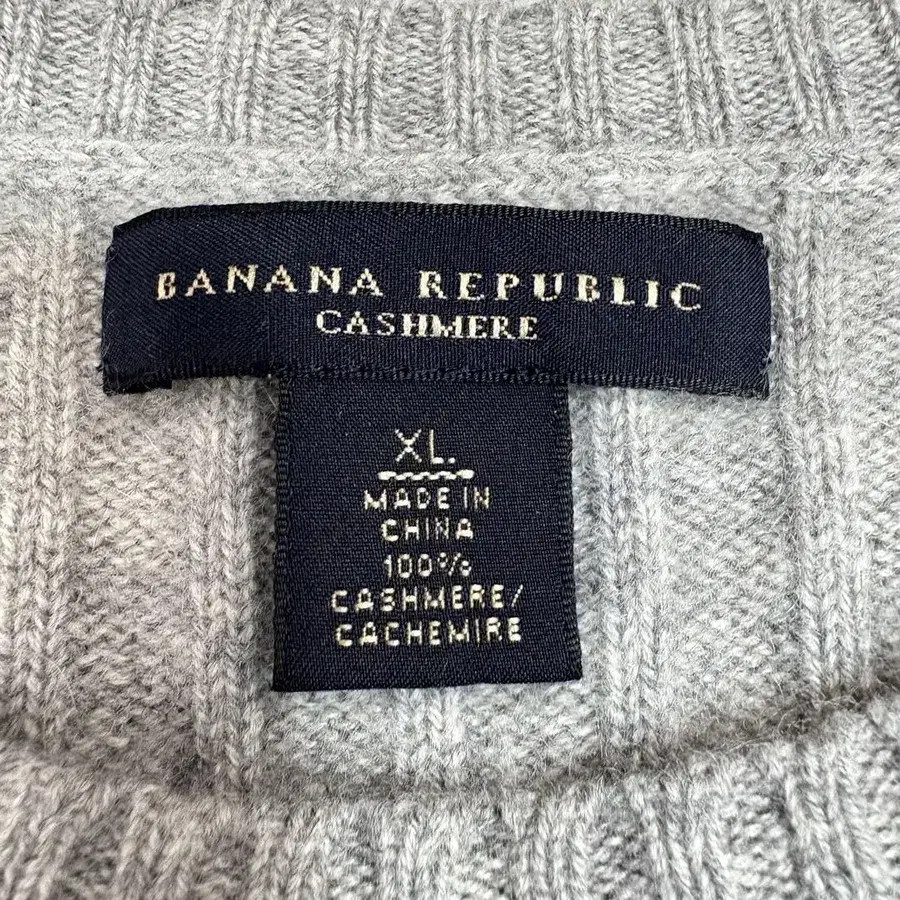 BANANA REPUBLIC
CASHMERE
XL.
MADE IN
CHINA
100%
CASHMERE/
CACHEMIRE